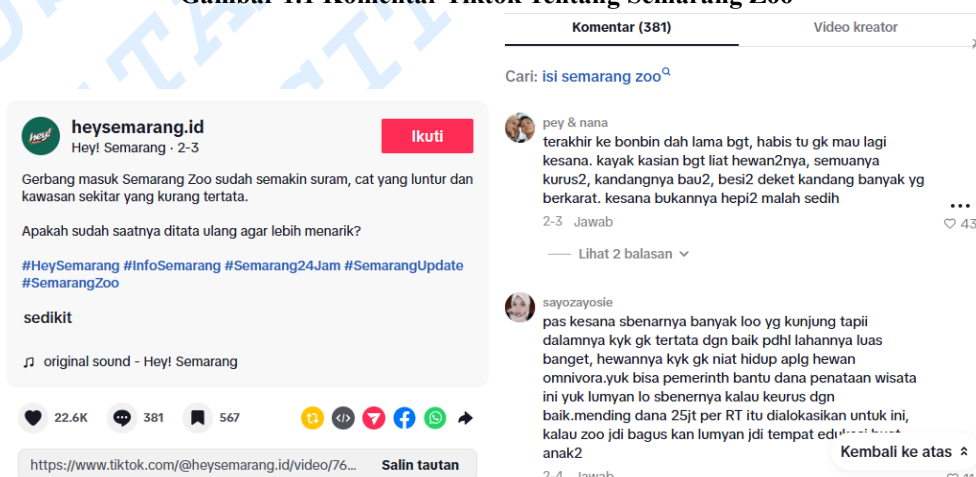 Gambar 1.1 Komentar Tiktok Tentang Semarang Zoo
heysemarang.id
Hey! Semarang · 2-3
Ikuti
Gerbang masuk Semarang Zoo sudah semakin suram, cat yang luntur dan
kawasan sekitar yang kurang tertata.
Apakah sudah saatnya ditata ulang agar lebih menarik?
#HeySemarang #InfoSemarang #Semarang24Jam #SemarangUpdate
#SemarangZoo
sedikit
original sound - Hey! Semarang
22.6K
381
567
https://www.tiktok.com/@heysemarang.id/video/76...
Salin tautan
Komentar (381)
Video kreator
Cari: isi semarang zoo
pey & nana
terakhir ke bonbin dah lama bgt, habis tu gk mau lagi
kesana. kayak kasian bgt liat hewan2nya, semuanya
kurus2, kandangnya bau2, besi2 deket kandang banyak yg
berkarat. kesana bukannya hepi2 malah sedih
2-3 Jawab
43
Lihat 2 balasan
sayozayosie
pas kesana sbenarnya banyak loo yg kunjung tapii
dalamnya kyk gk tertata dgn baik pdhl lahannya luas
banget, hewannya kyk gk niat hidup aplg hewan
omnivora.yuk bisa pemerinth bantu dana penataan wisata
ini yuk lumyan lo sbenernya kalau keurus dgn
baik.mending dana 25jt per RT itu dialokasikan untuk ini,
kalau zoo jdi bagus kan lumyan jdi tempat
anak2
Kembali ke atas
2-4 Jawab